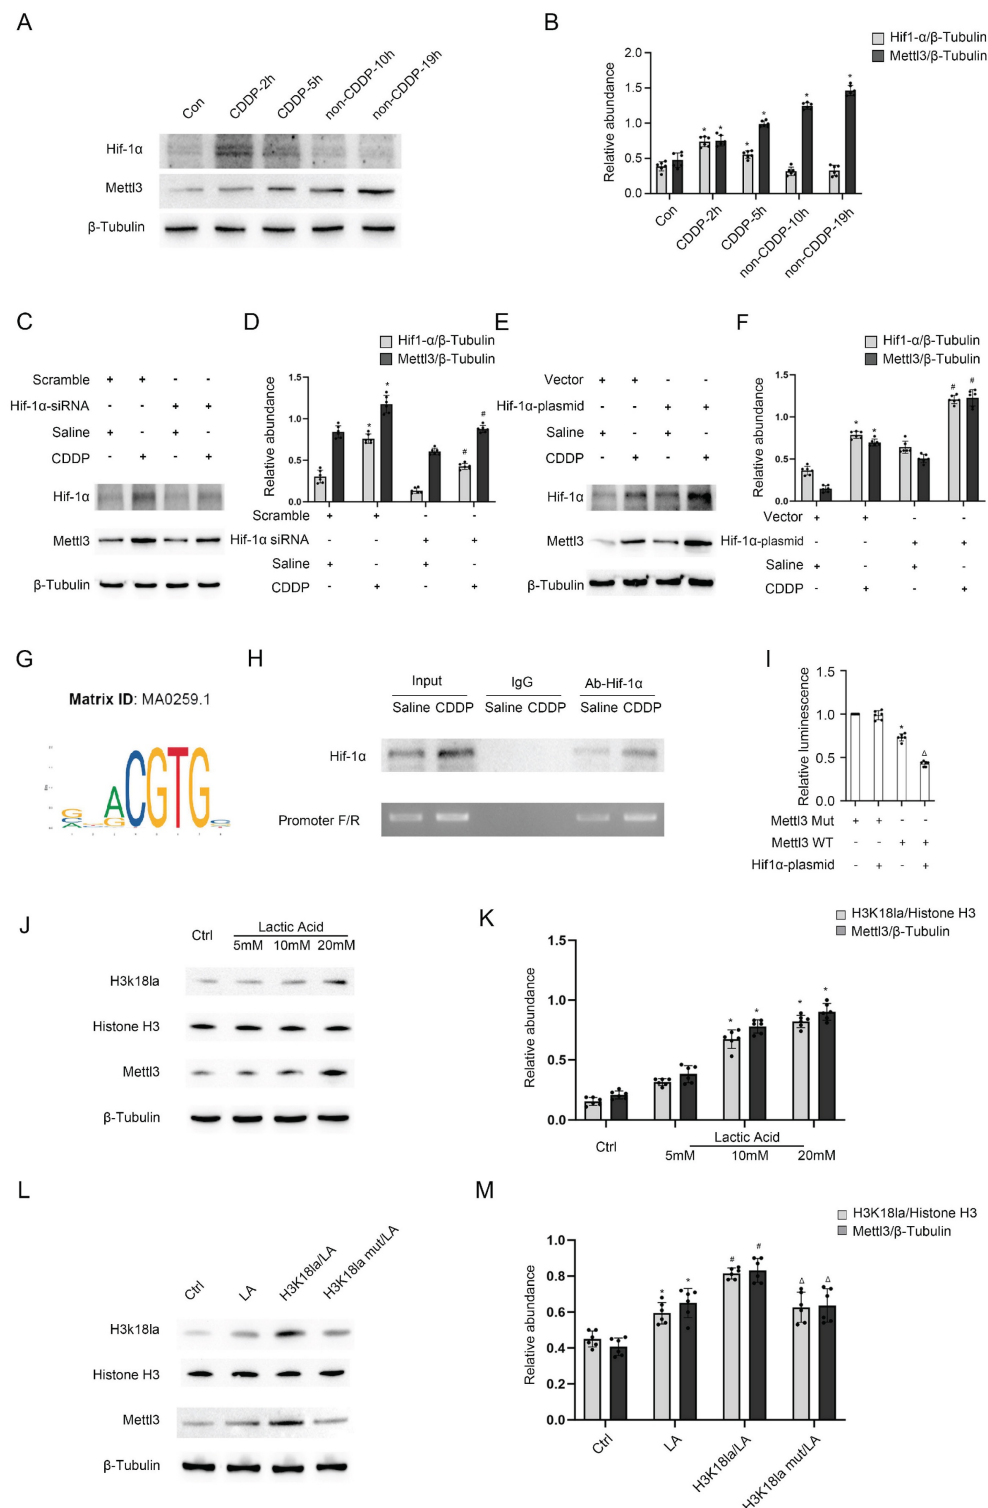 A
Con
CDDP-2h
CDDP-5h
non-CDDP-10h
non-CDDP-19h
Hif-1α
Mettl3
β-Tubulin
B
Hif1-α/β-Tubulin
Mettl3/β-Tubulin
Relative abundance
2.0
1.5
1.0
0.5
0.0
* * * * * *
Con
CDDP-2h
CDDP-5h
non-CDDP-10h
non-CDDP-19h
C
Scramble + + - -
Hif-1α-siRNA - - + +
Saline + - + -
CDDP - + - +
Hif-1α
Mettl3
β-Tubulin
D
Hif1-α/β-Tubulin
Mettl3/β-Tubulin
Relative abundance
1.5
1.0
0.5
0.0
* * # #
Scramble + + - -
Hif-1α siRNA - - + +
Saline + - + -
CDDP - + - +
E
Vector + + - -
Hif-1α-plasmid - - + +
Saline + - + -
CDDP - + - +
Hif-1α
Mettl3
β-Tubulin
F
Hif1-α/β-Tubulin
Mettl3/β-Tubulin
Relative abundance
1.5
1.0
0.5
0.0
* * # #
Vector + + - -
Hif-1α-plasmid - - + +
Saline + - + -
CDDP - + - +
G
Matrix ID: MA0259.1
ACGTG
H
Input IgG Ab-Hif-1α
Saline CDDP Saline CDDP Saline CDDP
Hif-1α
Promoter F/R
I
Relative luminescence
1.5
1.0
0.5
0.0
* Δ
Mettl3 Mut + + - -
Mettl3 WT - - + +
Hif1α-plasmid - + - +
J
Ctrl
Lactic Acid
5mM 10mM 20mM
H3k18la
Histone H3
Mettl3
β-Tubulin
K
H3K18la/Histone H3
Mettl3/β-Tubulin
Relative abundance
1.5
1.0
0.5
0.0
* * * *
Ctrl
Lactic Acid
5mM 10mM 20mM
L
Ctrl
LA
H3K18la/LA
H3K18la mut/LA
H3k18la
Histone H3
Mettl3
β-Tubulin
M
H3K18la/Histone H3
Mettl3/β-Tubulin
Relative abundance
1.0
0.8
0.6
0.4
0.2
0.0
* * # # Δ Δ
Ctrl
LA
H3K18la/LA
H3K18la mut/LA